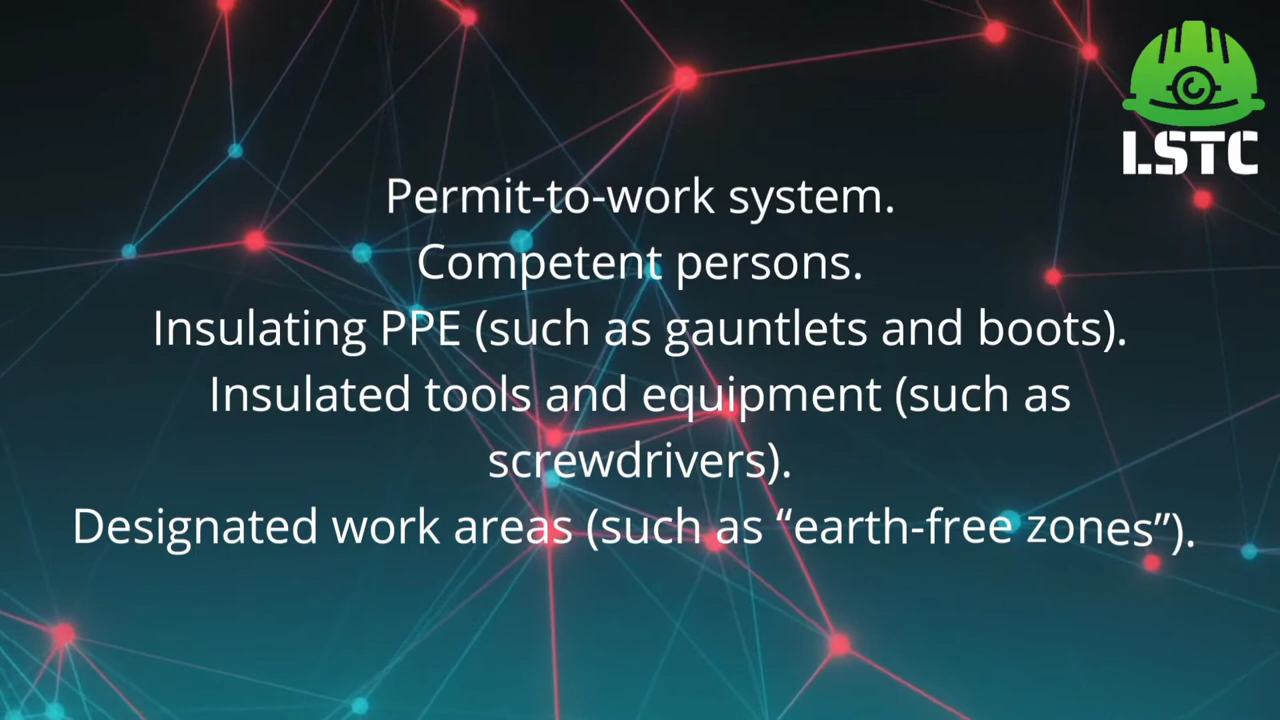 LSTC
Permit-to-work system.
Competent persons.
Insulating PPE (such as gauntlets and boots).
Insulated tools and equipment (such as
screwdrivers).
Designated work areas (such as “earth-free zones”).